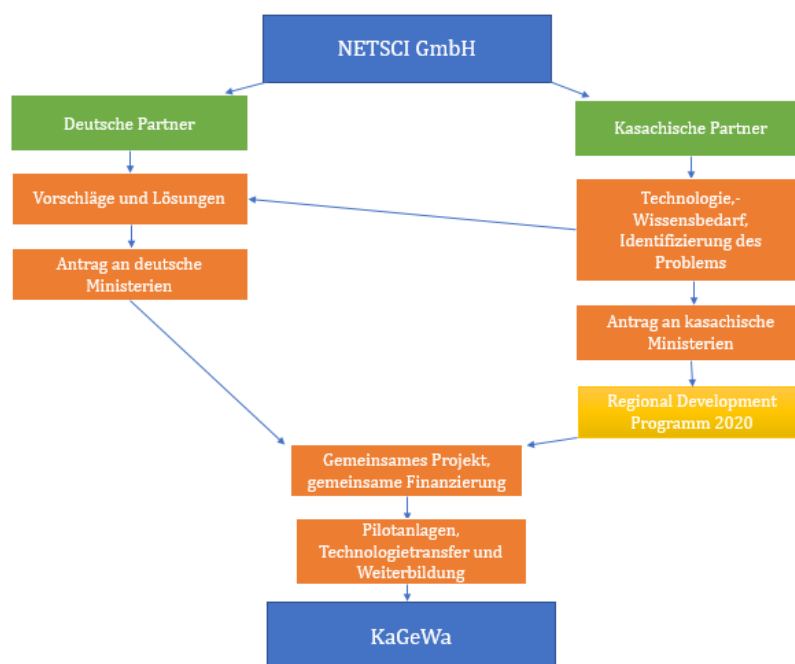 NETSCI GmbH
Deutsche Partner
Kasachische Partner
Vorschläge und Lösungen
Technologie,-
Wissensbedarf,
Identifizierung des
Problems
Antrag an deutsche
Ministerien
Antrag an kasachische
Ministerien
Regional Development
Programm 2020
Gemeinsames Projekt,
gemeinsame Finanzierung
Pilotanlagen,
Technologietransfer und
Weiterbildung
KaGeWa